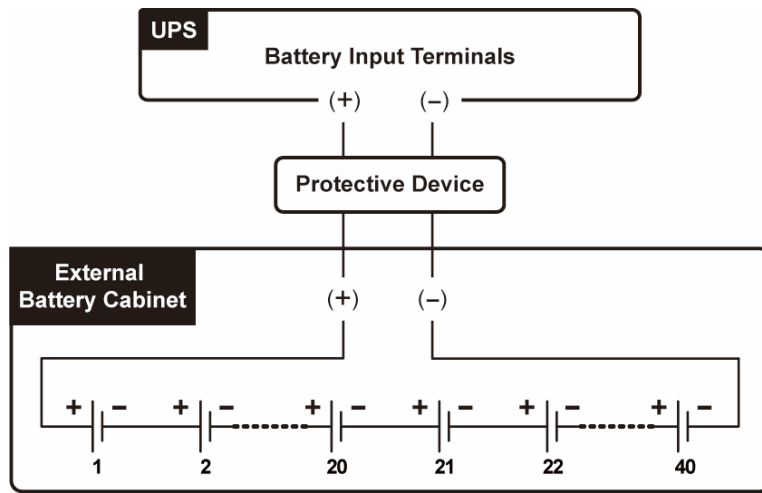 UPS
Battery Input Terminals
(+) (−)
Protective Device
External
Battery Cabinet
(+) (−)
+ − + − + − + − + − + −
1 2 20 21 22 40